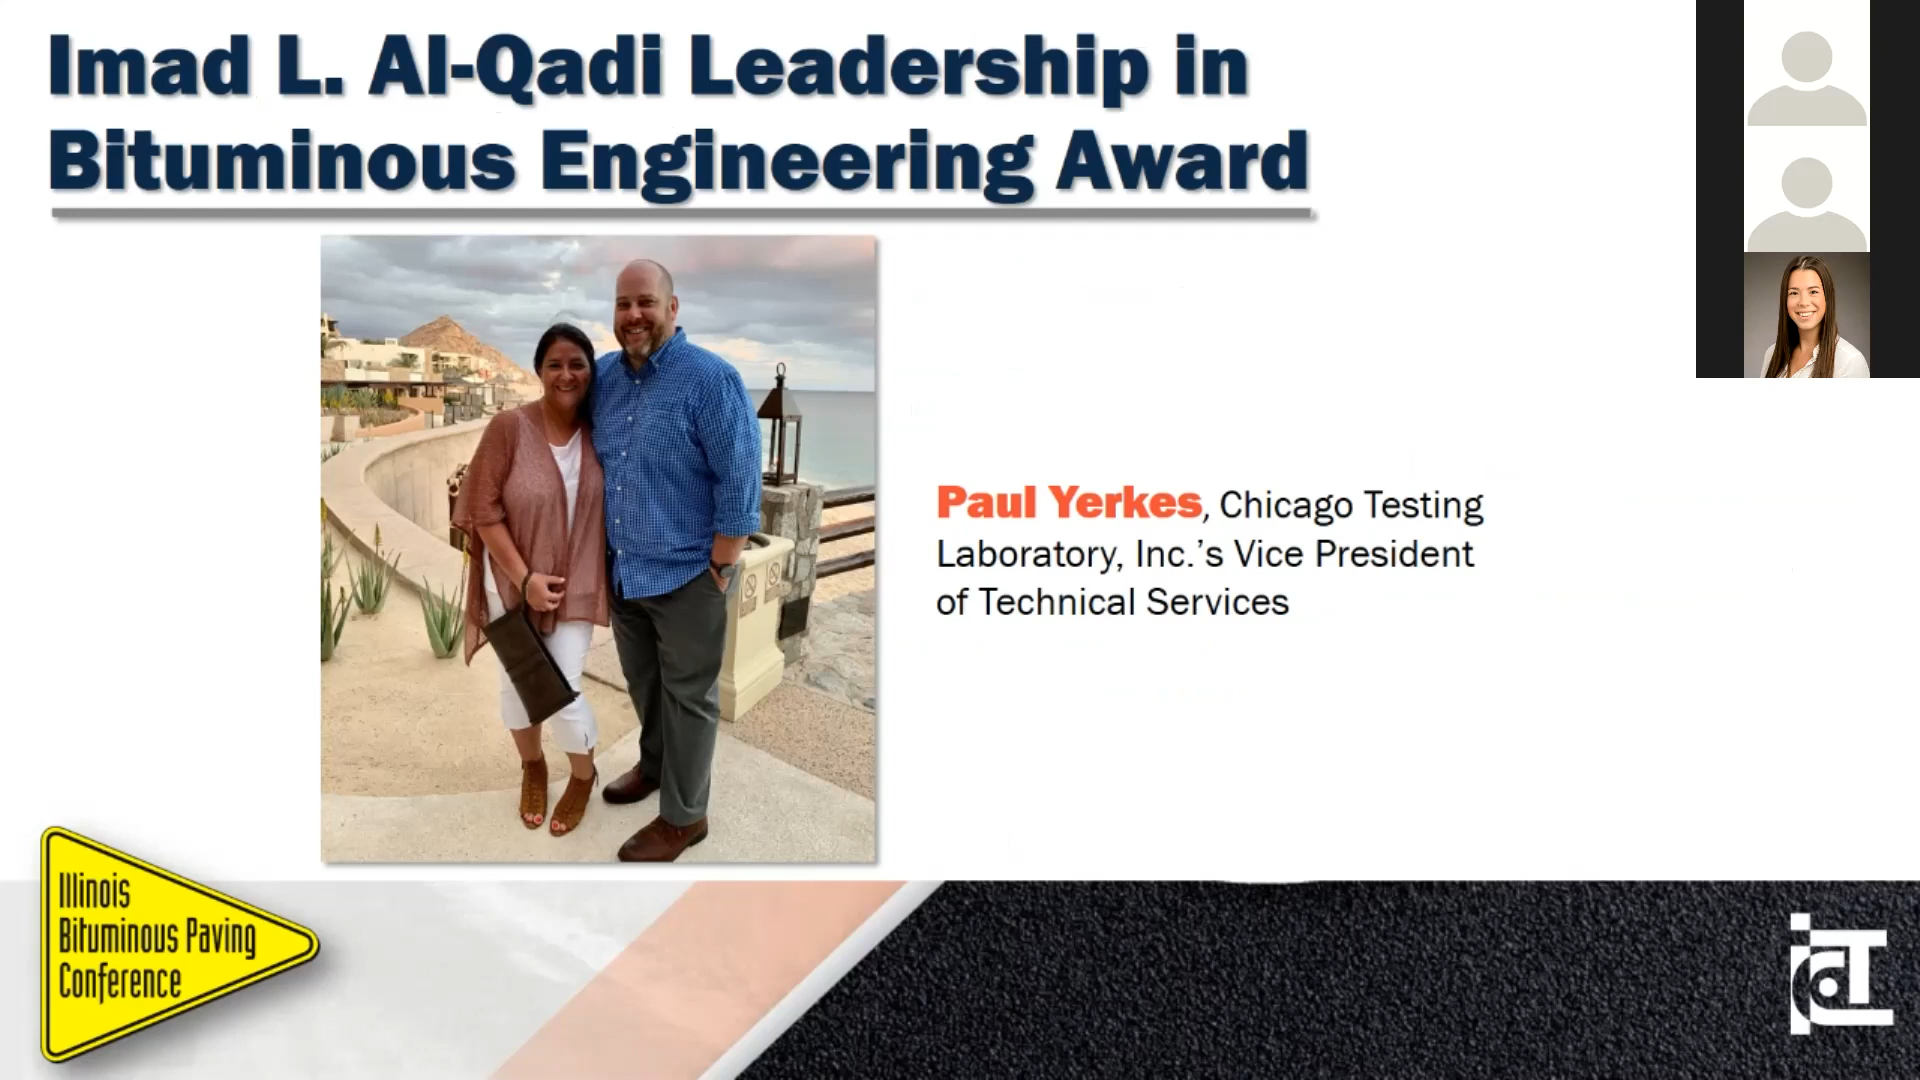 Imad L. Al-Qadi Leadership in
Bituminous Engineering Award
Paul Yerkes, Chicago Testing
Laboratory, Inc.’s Vice President
of Technical Services
Illinois
Bituminous Paving
Conference
ICT